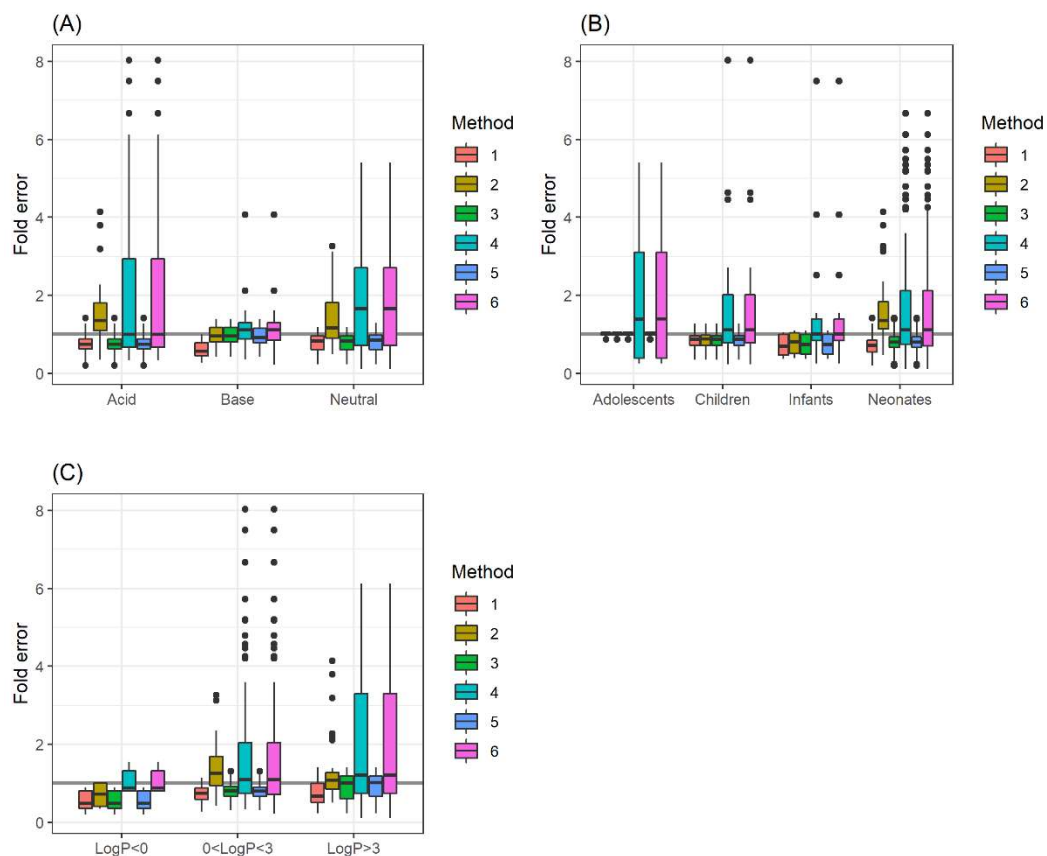 (A)
8
6
4
2
0
Fold error
Acid
Base
Neutral
Method
1
2
3
4
5
6
(B)
8
6
4
2
0
Fold error
Adolescents
Children
Infants
Neonates
Method
1
2
3
4
5
6
(C)
8
6
4
2
0
Fold error
LogP<0
0<LogP<3
LogP>3
Method
1
2
3
4
5
6